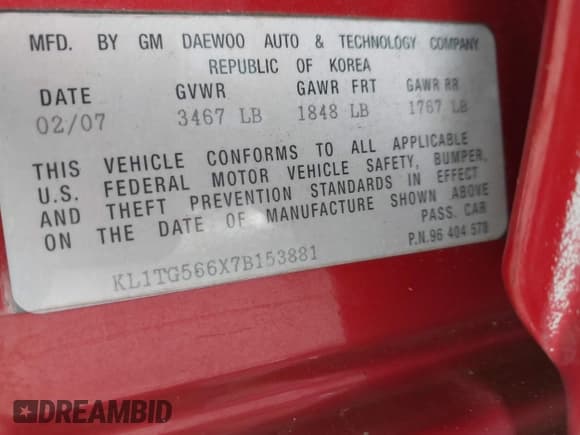 MFD. BY GM DAEWOO AUTO & TECHNOLOGY COMPANY
REPUBLIC OF KOREA
DATE GVWR GAWR FRT GAWR RR
02/07 3467 LB 1848 LB 1767 LB
THIS VEHICLE CONFORMS TO ALL APPLICABLE
U.S. FEDERAL MOTOR VEHICLE SAFETY, BUMPER,
AND THEFT PREVENTION STANDARDS IN EFFECT
ON THE DATE OF MANUFACTURE SHOWN ABOVE
PASS. CAR
KL1TG566X7B153881 P.N.96 404 578
DREAMBID